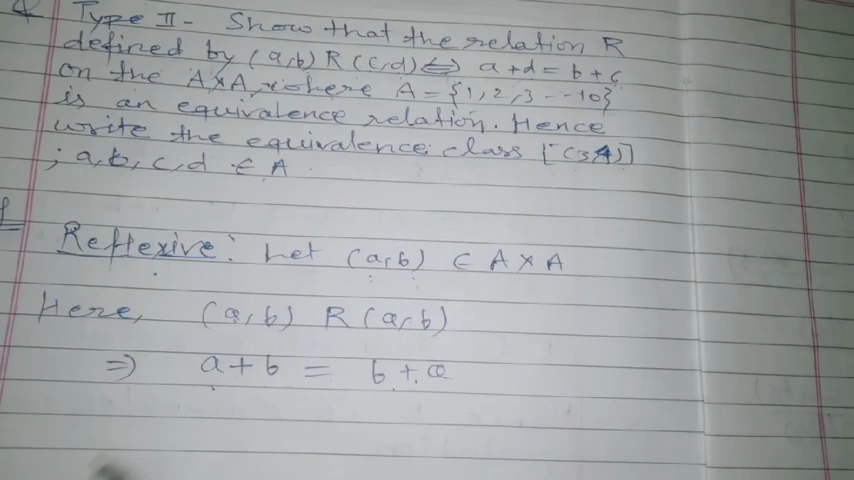 Q Type II - Show that the relation R
defined by (a,b) R (c,d) ⇔ a+d = b+c
on the A×A, where A = {1,2,3 - - 10}
is an equivalence relation. Hence
write the equivalence class [(3,4)]
; a,b,c,d ∈ A
Reflexive : Let (a,b) ∈ A × A
Here, (a,b) R (a,b)
⇒ a+b = b+a